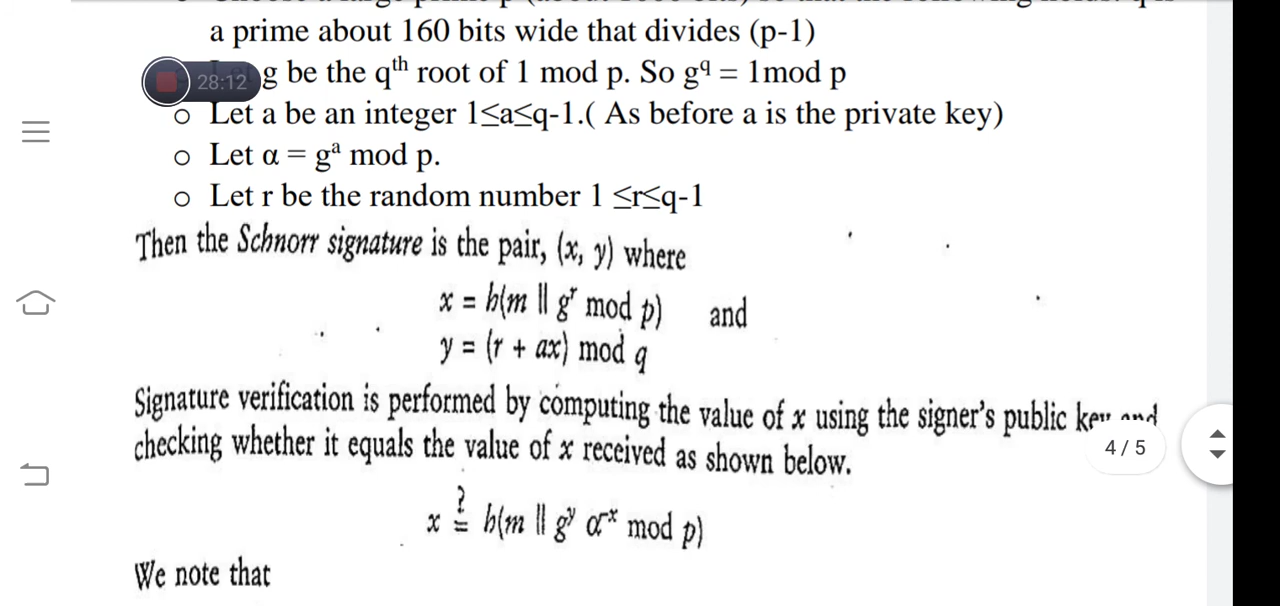 a prime about 160 bits wide that divides (p-1)
28:12 g be the qᵗʰ root of 1 mod p. So g^q = 1mod p
o Let a be an integer 1≤a≤q-1.( As before a is the private key)
o Let α = gᵃ mod p.
o Let r be the random number 1 ≤r≤q-1
Then the Schnorr signature is the pair, (x, y) where
x = h(m || gʳ mod p) and
y = (r + ax) mod q
Signature verification is performed by computing the value of x using the signer's public key and
checking whether it equals the value of x received as shown below.
4 / 5
x ≟ h(m || gʸ α⁻ˣ mod p)
We note that